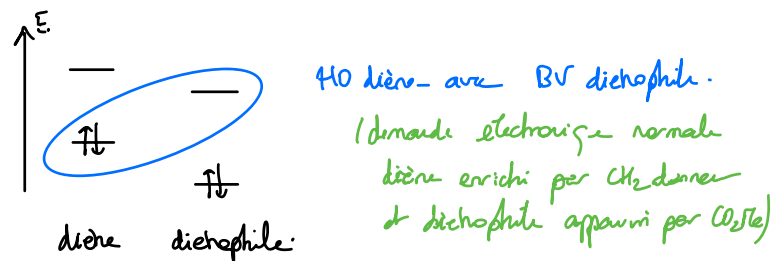 E.
HO diène avec BV diénophile.
(demande électronique normale
diène enrichi par CH2 donneur
et diénophile appauvri par CO2Me)
diène diénophile.